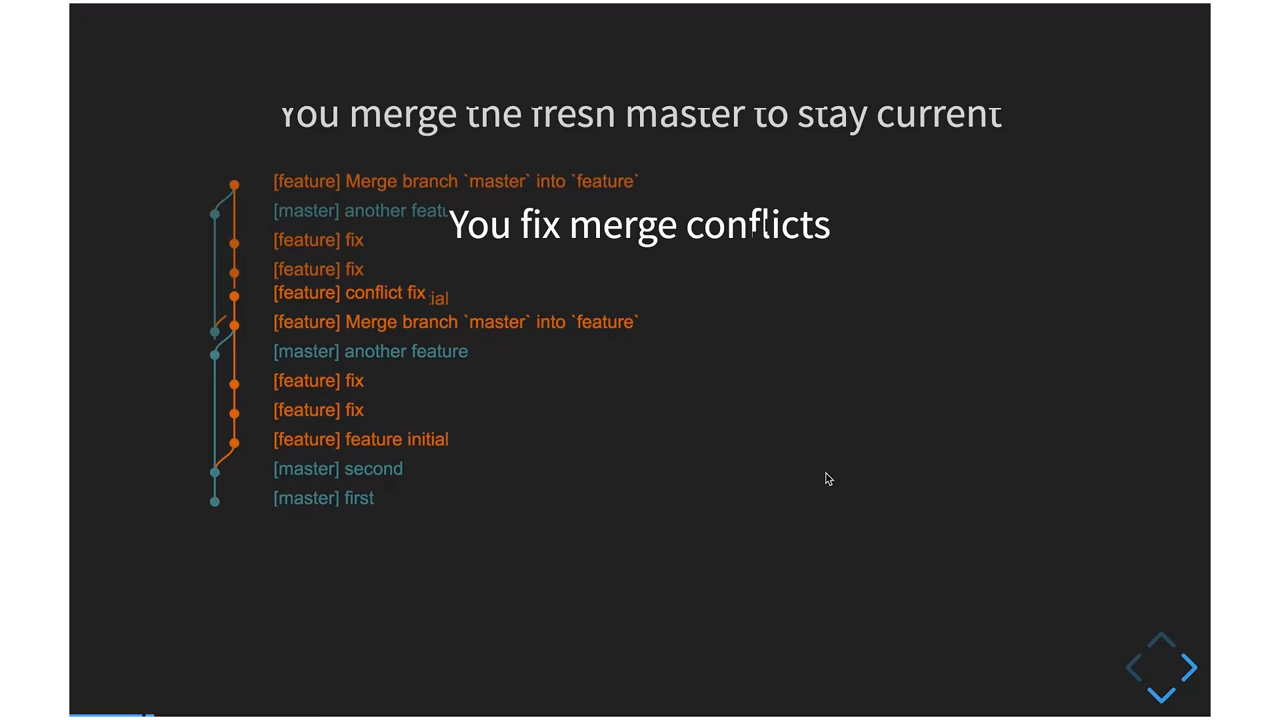 You merge the fresh master to stay current
[feature] Merge branch `master` into `feature`
[master] another featu
You fix merge conflicts
[feature] fix
[feature] fix
[feature] conflict fix
tial
[feature] Merge branch `master` into `feature`
[master] another feature
[feature] fix
[feature] fix
[feature] feature initial
[master] second
[master] first